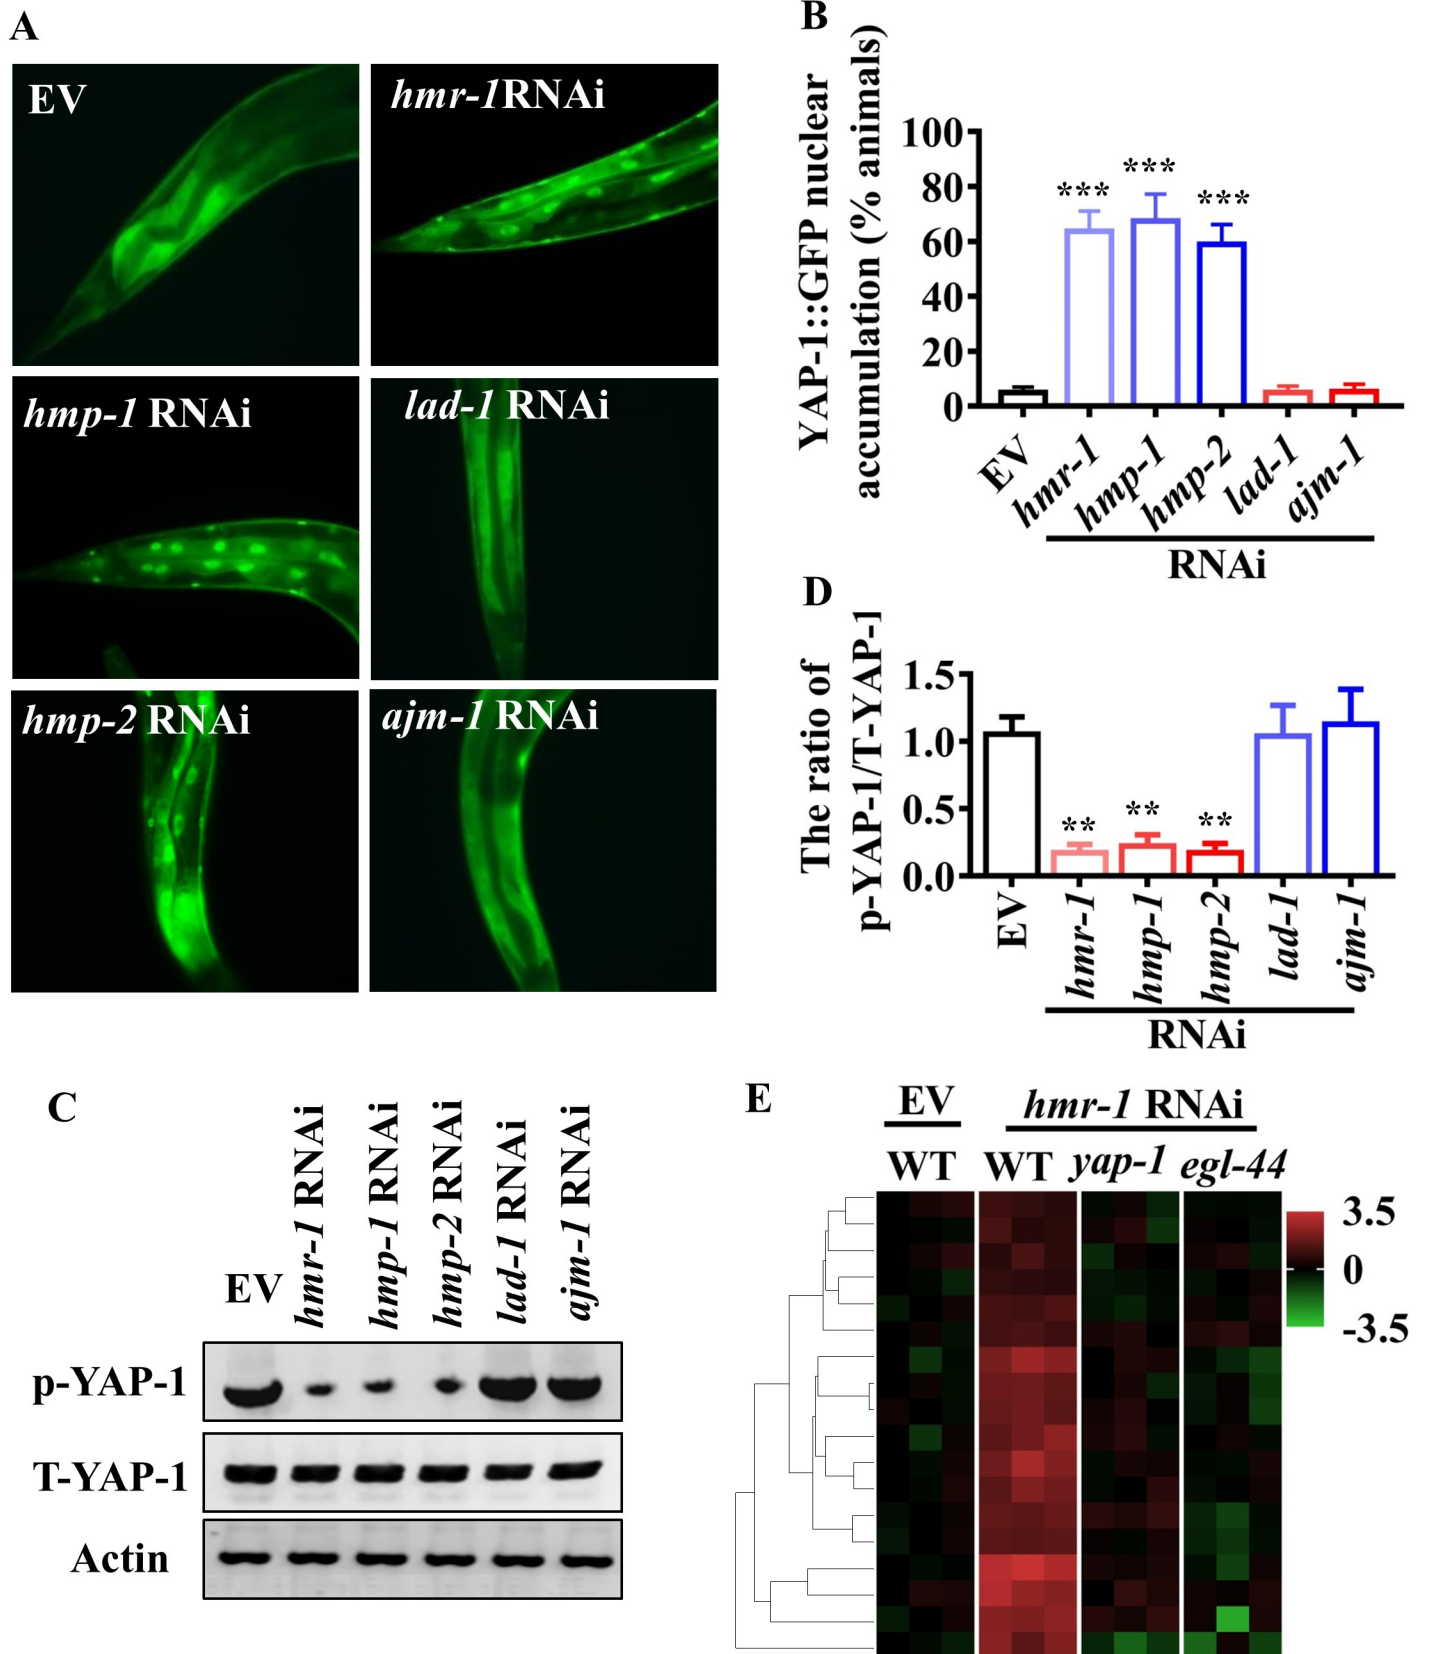 A
EV
hmr-1RNAi
hmp-1 RNAi
lad-1 RNAi
hmp-2 RNAi
ajm-1 RNAi
B
YAP-1::GFP nuclear
accumulation (% animals)
100
80
60
40
20
0
***
***
***
EV
hmr-1
hmp-1
hmp-2
lad-1
ajm-1
RNAi
D
The ratio of
p-YAP-1/T-YAP-1
1.5
1.0
0.5
0.0
**
**
**
EV
hmr-1
hmp-1
hmp-2
lad-1
ajm-1
RNAi
C
EV
hmr-1 RNAi
hmp-1 RNAi
hmp-2 RNAi
lad-1 RNAi
ajm-1 RNAi
p-YAP-1
T-YAP-1
Actin
E
EV
hmr-1 RNAi
WT WT yap-1 egl-44
3.5
0
-3.5